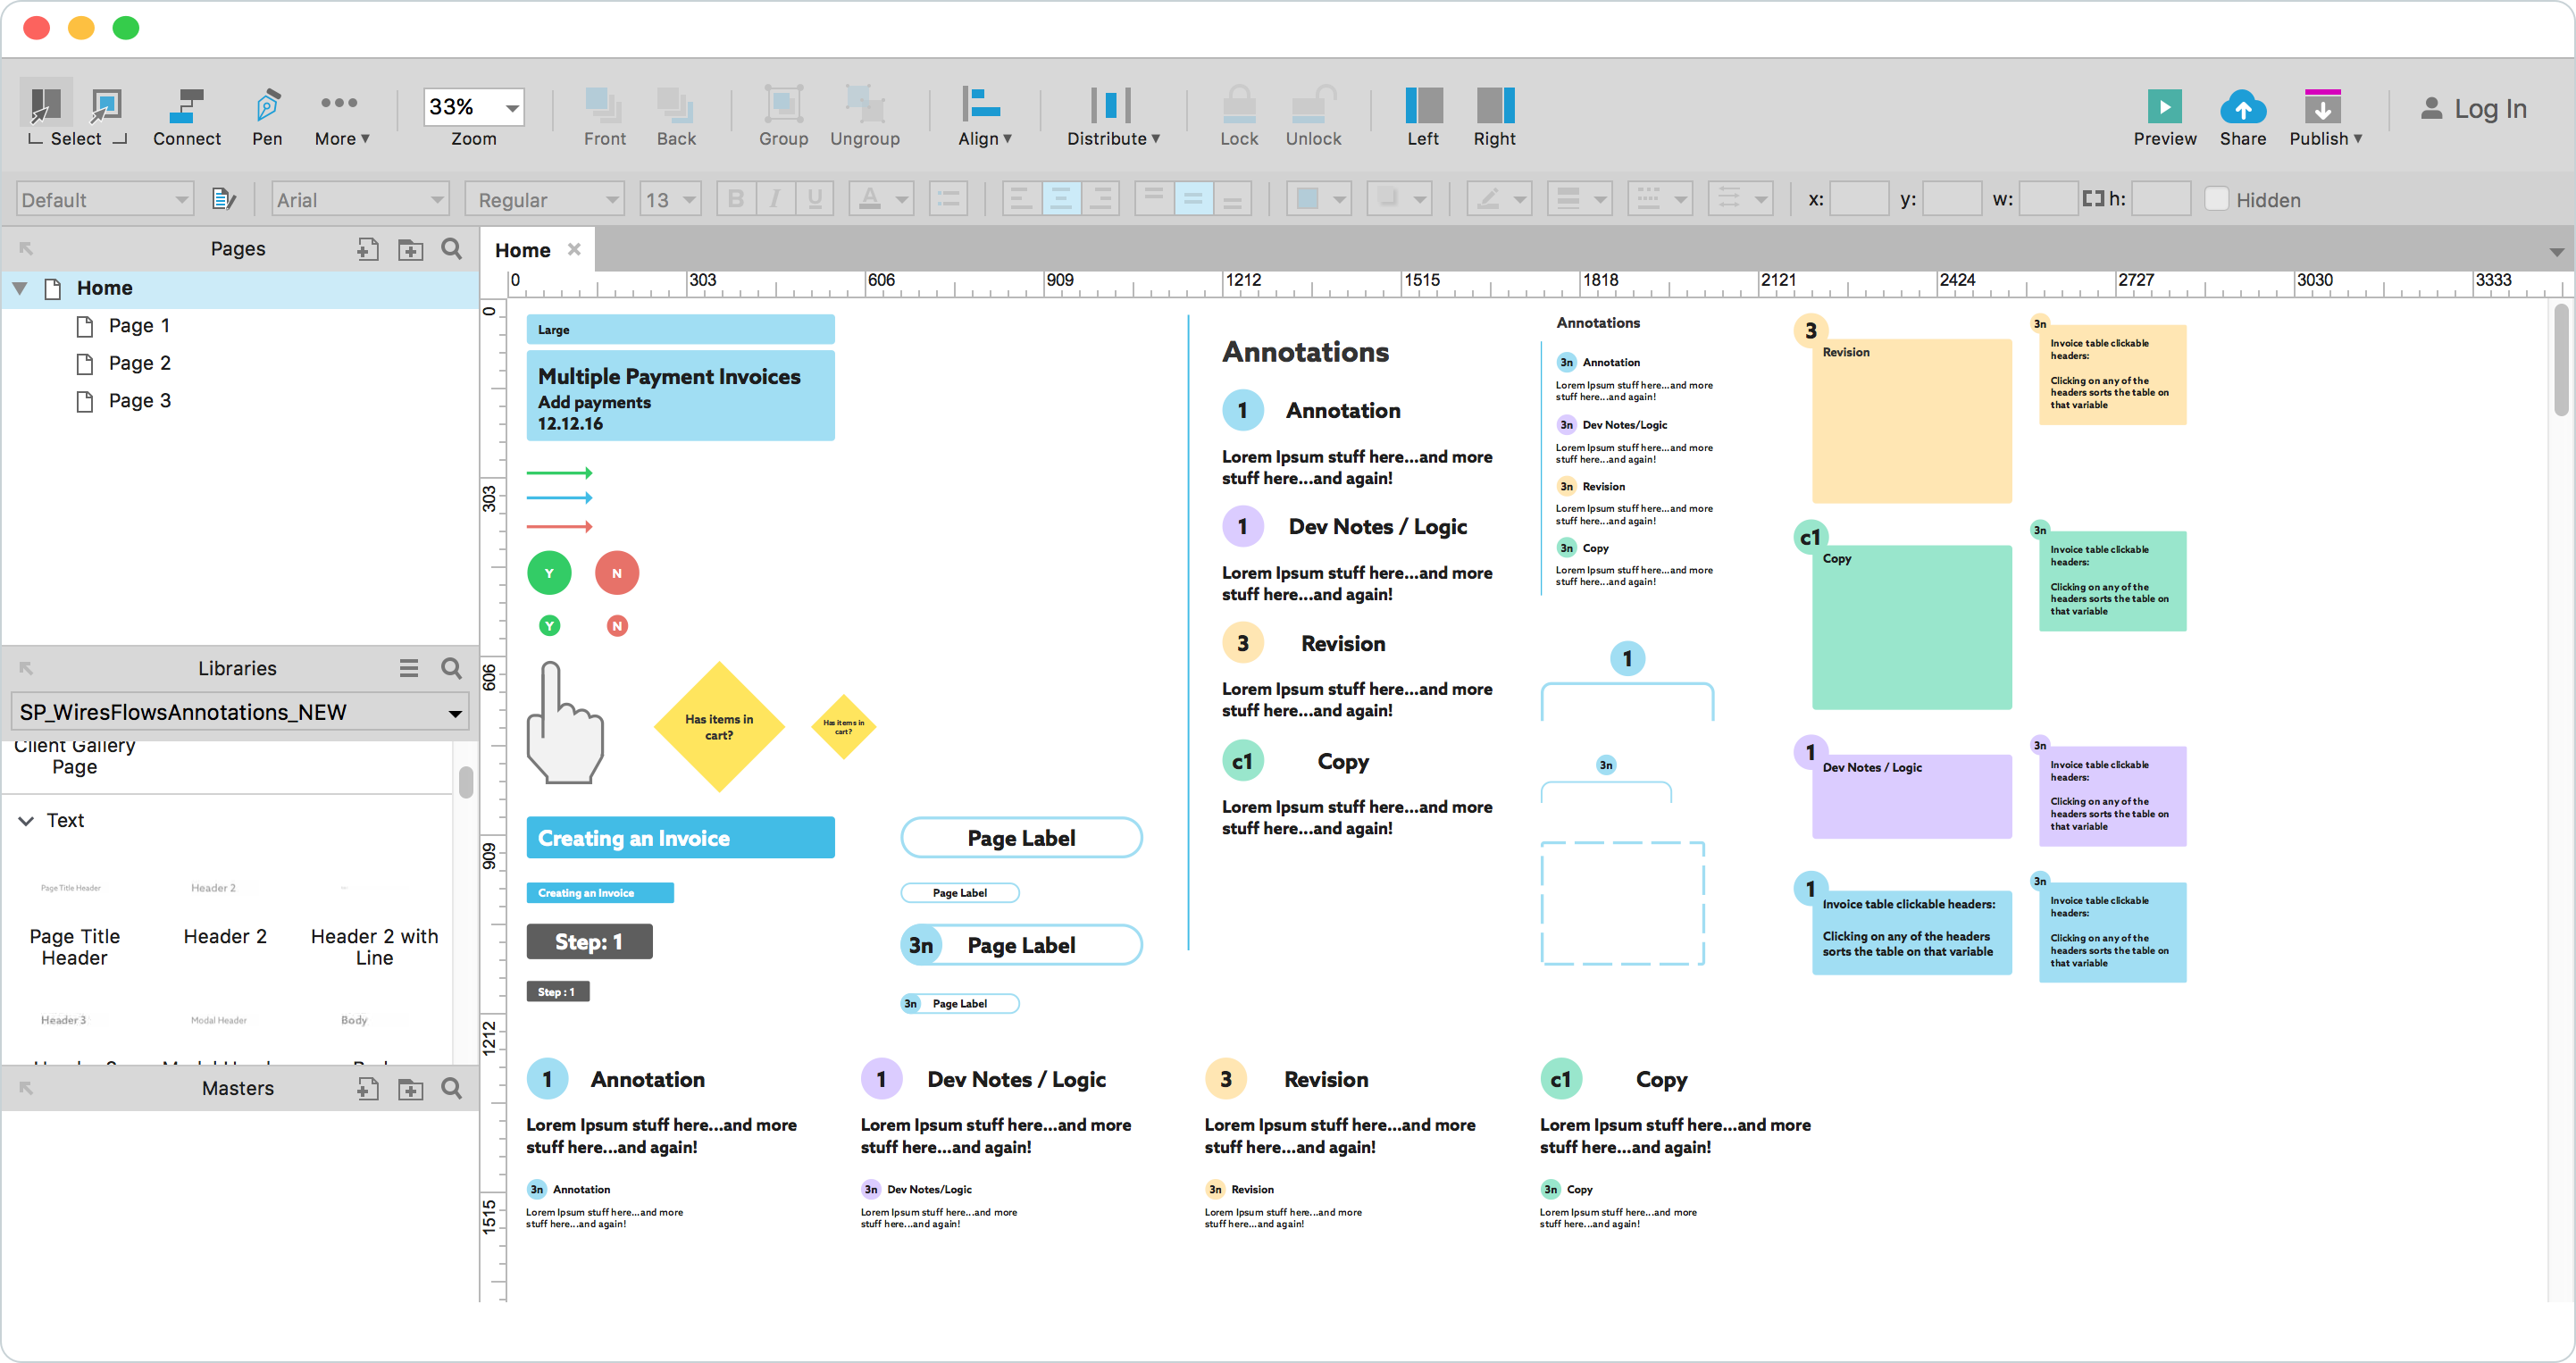 Select
Connect
Pen
More
33%
Zoom
Front
Back
Group
Ungroup
Align
Distribute
Lock
Unlock
Left
Right
Preview
Share
Publish
Log In
Default
Arial
Regular
13
B I U A
x:
y:
w:
h:
Hidden
Pages
Home
Page 1
Page 2
Page 3
Libraries
SP_WiresFlowsAnnotations_NEW
Client Gallery
Page
Text
Page Title Header
Header 2
Page Title
Header
Header 2
Header 2 with
Line
Header 3
Modal Header
Body
Masters
Home
0 303 606 909 1212 1515 1818 2121 2424 2727 3030 3333
0
303
606
909
1212
1515
Large
Multiple Payment Invoices
Add payments
12.12.16
Y
N
Y
N
Has items in
cart?
Has items in
cart?
Creating an Invoice
Creating an Invoice
Step: 1
Step : 1
Page Label
Page Label
3n Page Label
3n Page Label
Annotations
1 Annotation
Lorem Ipsum stuff here...and more
stuff here...and again!
1 Dev Notes / Logic
Lorem Ipsum stuff here...and more
stuff here...and again!
3 Revision
Lorem Ipsum stuff here...and more
stuff here...and again!
c1 Copy
Lorem Ipsum stuff here...and more
stuff here...and again!
Annotations
3n Annotation
Lorem Ipsum stuff here...and more
stuff here...and again!
3n Dev Notes/Logic
Lorem Ipsum stuff here...and more
stuff here...and again!
3n Revision
Lorem Ipsum stuff here...and more
stuff here...and again!
3n Copy
Lorem Ipsum stuff here...and more
stuff here...and again!
1
3n
3
Revision
3n
Invoice table clickable
headers:
Clicking on any of the
headers sorts the table on
that variable
c1
Copy
3n
Invoice table clickable
headers:
Clicking on any of the
headers sorts the table on
that variable
1
Dev Notes / Logic
3n
Invoice table clickable
headers:
Clicking on any of the
headers sorts the table on
that variable
1
Invoice table clickable headers:
Clicking on any of the headers
sorts the table on that variable
3n
Invoice table clickable
headers:
Clicking on any of the
headers sorts the table on
that variable
1 Annotation
Lorem Ipsum stuff here...and more
stuff here...and again!
3n Annotation
Lorem Ipsum stuff here...and more
stuff here...and again!
1 Dev Notes / Logic
Lorem Ipsum stuff here...and more
stuff here...and again!
3n Dev Notes/Logic
Lorem Ipsum stuff here...and more
stuff here...and again!
3 Revision
Lorem Ipsum stuff here...and more
stuff here...and again!
3n Revision
Lorem Ipsum stuff here...and more
stuff here...and again!
c1 Copy
Lorem Ipsum stuff here...and more
stuff here...and again!
3n Copy
Lorem Ipsum stuff here...and more
stuff here...and again!